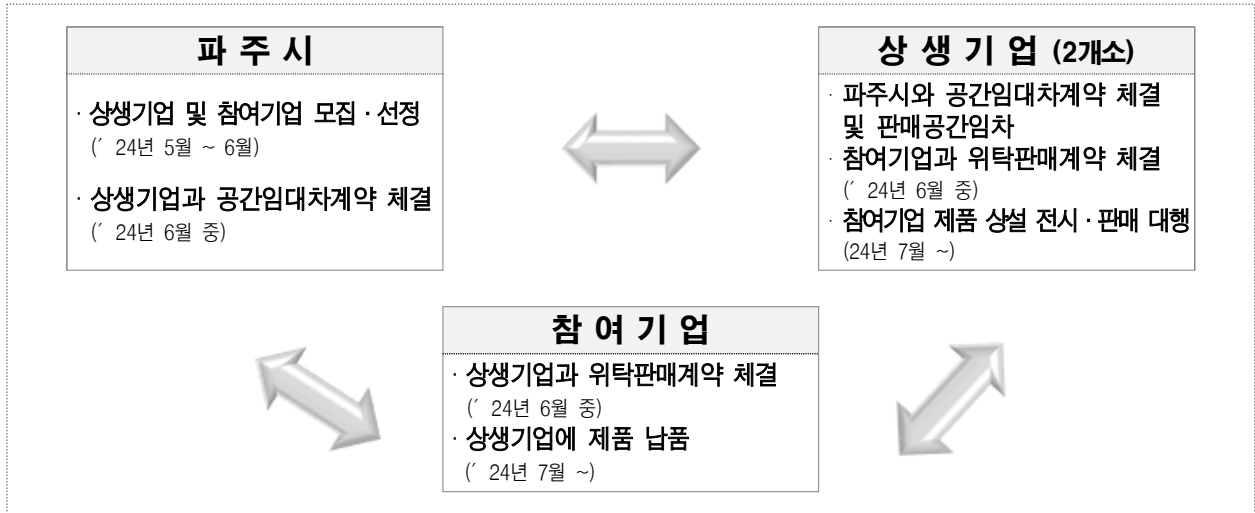 파 주 시
· 상생기업 및 참여기업 모집 · 선정
(′ 24년 5월 ~ 6월)
· 상생기업과 공간임대차계약 체결
(′ 24년 6월 중)
상 생 기 업 (2개소)
· 파주시와 공간임대차계약 체결
및 판매공간임차
· 참여기업과 위탁판매계약 체결
(′ 24년 6월 중)
· 참여기업 제품 상설 전시 · 판매 대행
(24년 7월 ~)
참 여 기 업
· 상생기업과 위탁판매계약 체결
(′ 24년 6월 중)
· 상생기업에 제품 납품
(′ 24년 7월 ~)